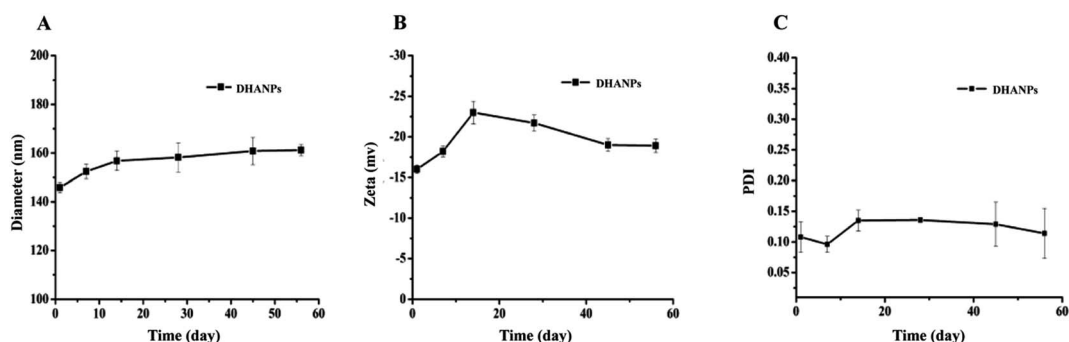 A
200
180
160
140
120
100
0 10 20 30 40 50 60
Diameter (nm)
Time (day)
DHANPs
B
-30
-25
-20
-15
-10
-5
0
0 20 40 60
Zeta (mv)
Time (day)
DHANPs
C
0.40
0.35
0.30
0.25
0.20
0.15
0.10
0.05
0 20 40 60
PDI
Time (day)
DHANPs